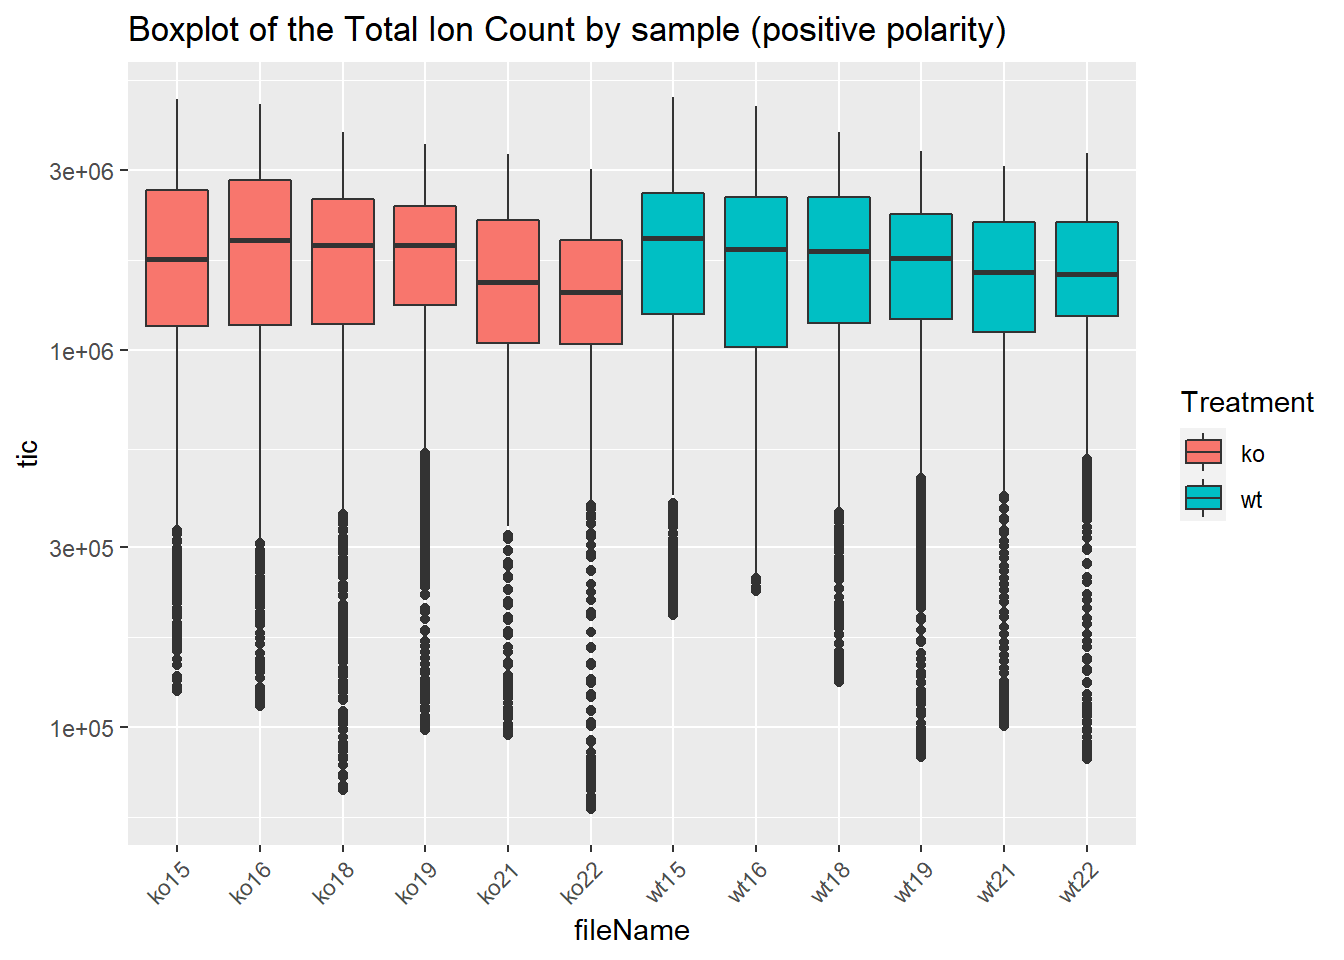 Boxplot of the Total Ion Count by sample (positive polarity)
tic
3e+06
1e+06
3e+05
1e+05
ko15
ko16
ko18
ko19
ko21
ko22
wt15
wt16
wt18
wt19
wt21
wt22
fileName
Treatment
ko
wt